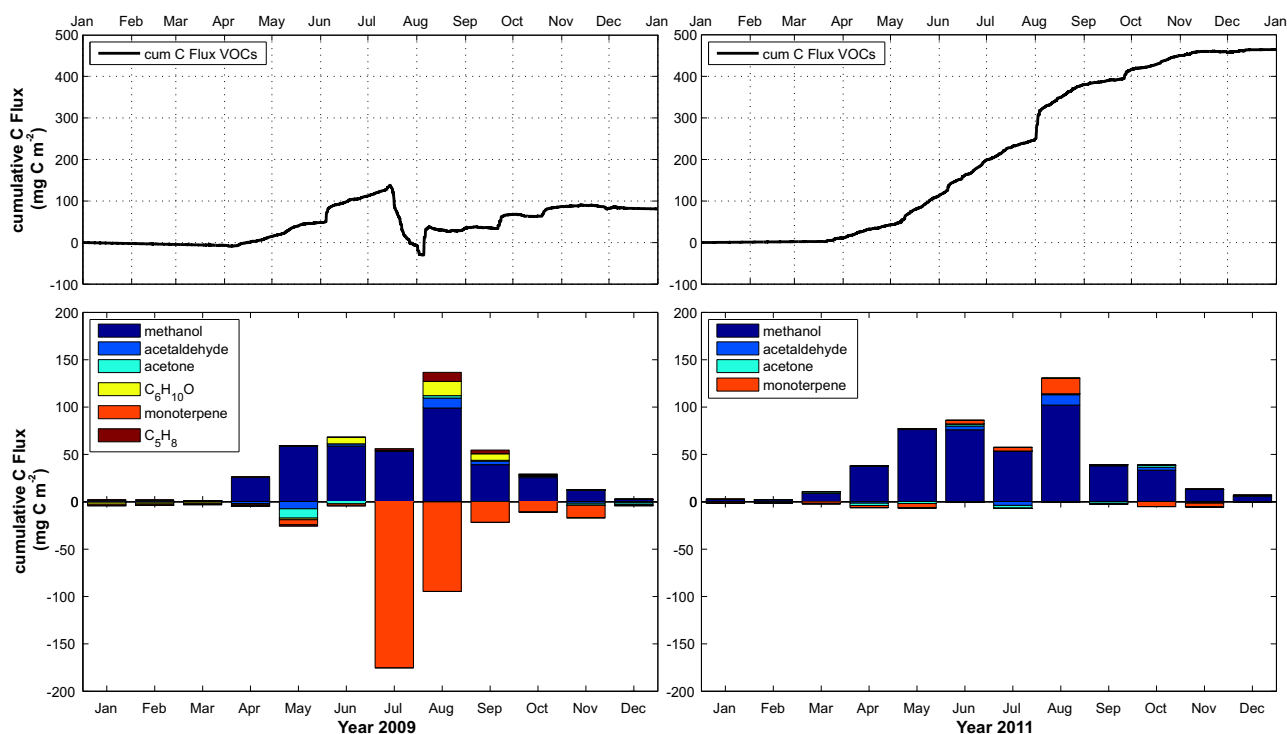 Jan Feb Mar Apr May Jun Jul Aug Sep Oct Nov Dec Jan
500
400
300
200
100
0
-100
cumulative C Flux
(mg C m-2)
cum C Flux VOCs
Jan Feb Mar Apr May Jun Jul Aug Sep Oct Nov Dec Jan
500
400
300
200
100
0
-100
cum C Flux VOCs
200
150
100
50
0
-50
-100
-150
-200
cumulative C Flux
(mg C m-2)
methanol
acetaldehyde
acetone
C6H10O
monoterpene
C5H8
Jan Feb Mar Apr May Jun Jul Aug Sep Oct Nov Dec
Year 2009
200
150
100
50
0
-50
-100
-150
-200
methanol
acetaldehyde
acetone
monoterpene
Jan Feb Mar Apr May Jun Jul Aug Sep Oct Nov Dec
Year 2011